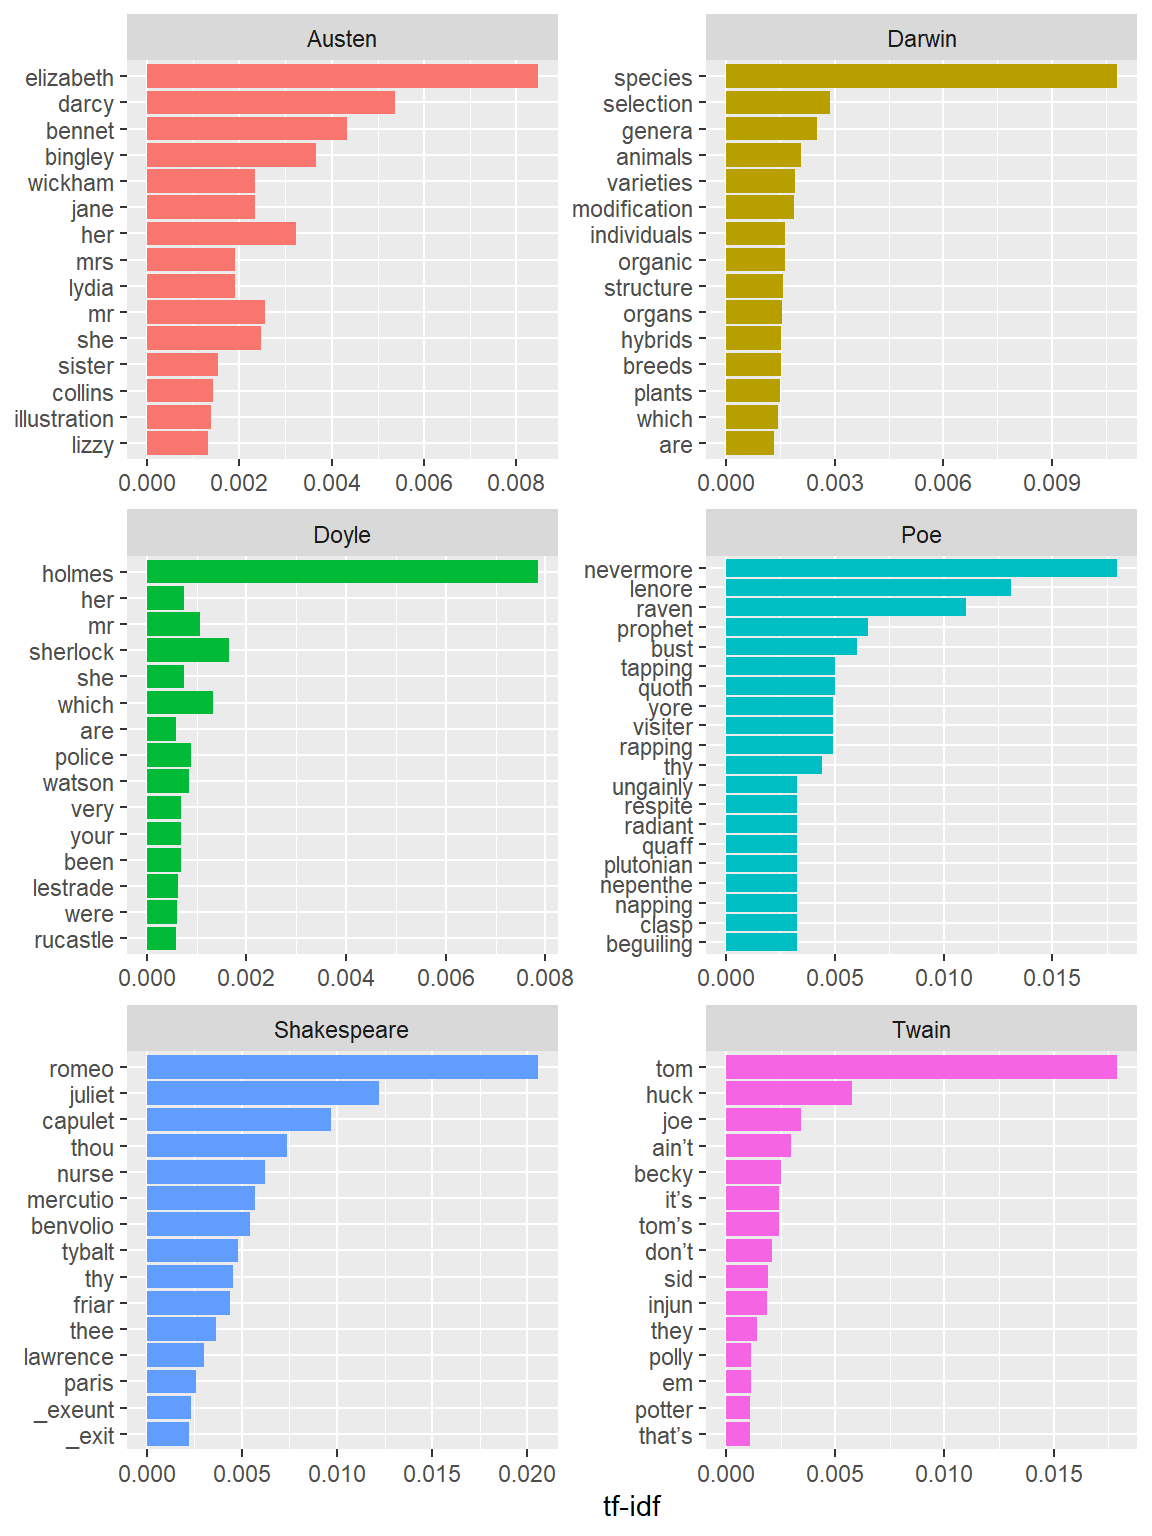 Austen
elizabeth
darcy
bennet
bingley
wickham
jane
her
mrs
lydia
mr
she
sister
collins
illustration
lizzy
0.000 0.002 0.004 0.006 0.008
Darwin
species
selection
genera
animals
varieties
modification
individuals
organic
structure
organs
hybrids
breeds
plants
which
are
0.000 0.003 0.006 0.009
Doyle
holmes
her
mr
sherlock
she
which
are
police
watson
very
your
been
lestrade
were
rucastle
0.000 0.002 0.004 0.006 0.008
Poe
nevermore
lenore
raven
prophet
bust
tapping
quoth
yore
visiter
rapping
thy
ungainly
respite
radiant
quaff
plutonian
nepenthe
napping
clasp
beguiling
0.000 0.005 0.010 0.015
Shakespeare
romeo
juliet
capulet
thou
nurse
mercutio
benvolio
tybalt
thy
friar
thee
lawrence
paris
_exeunt
_exit
0.000 0.005 0.010 0.015 0.020
Twain
tom
huck
joe
ain’t
becky
it’s
tom’s
don’t
sid
injun
they
polly
em
potter
that’s
0.000 0.005 0.010 0.015
tf-idf